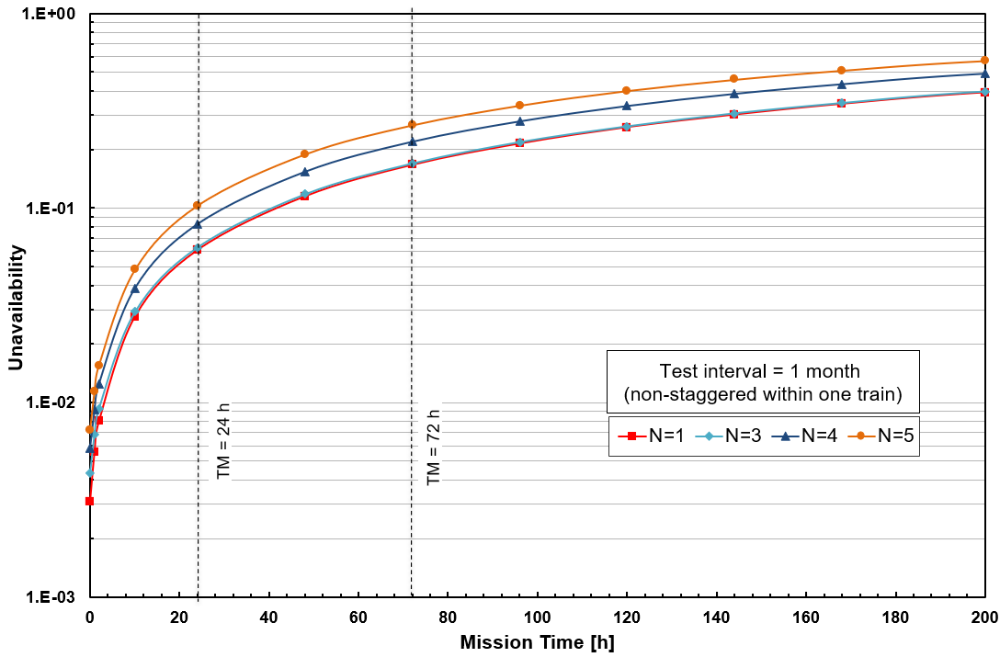 1.E+00
1.E-01
1.E-02
1.E-03
Unavailability
TM = 24 h
TM = 72 h
Test interval = 1 month
(non-staggered within one train)
N=1 N=3 N=4 N=5
0 20 40 60 80 100 120 140 160 180 200
Mission Time [h]